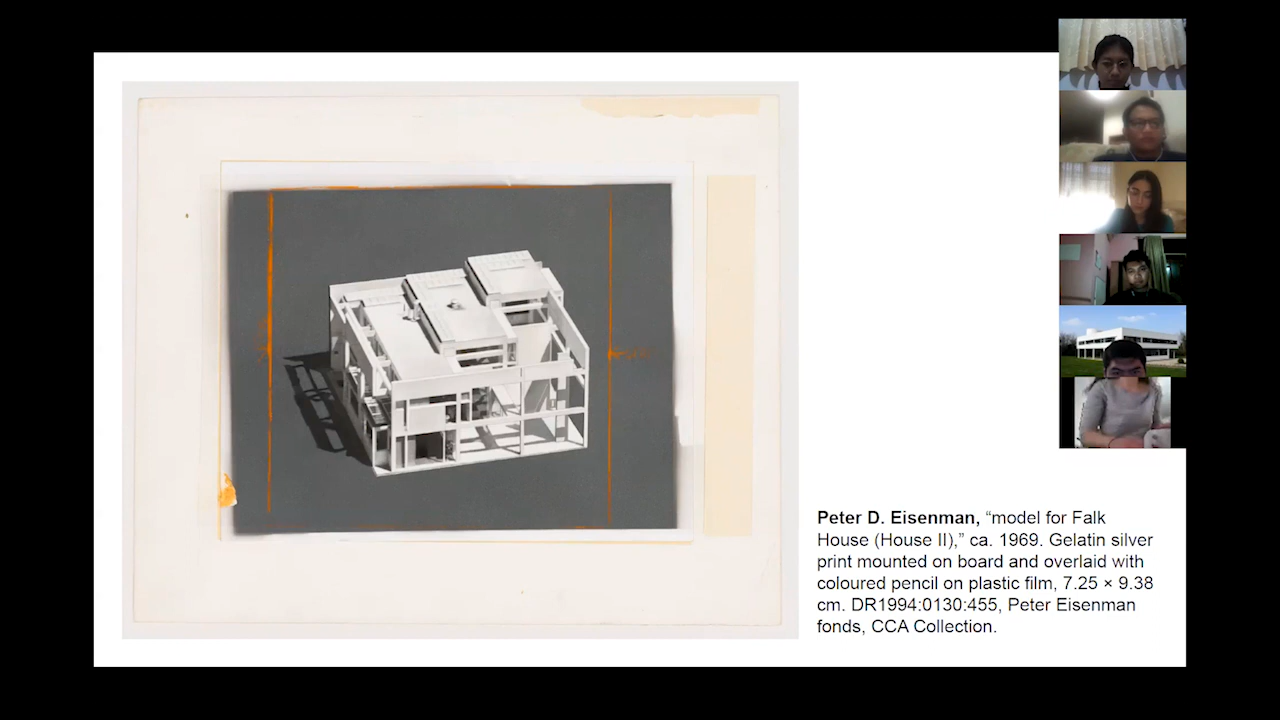 Peter D. Eisenman, “model for Falk
House (House II),” ca. 1969. Gelatin silver
print mounted on board and overlaid with
coloured pencil on plastic film, 7.25 × 9.38
cm. DR1994:0130:455, Peter Eisenman
fonds, CCA Collection.